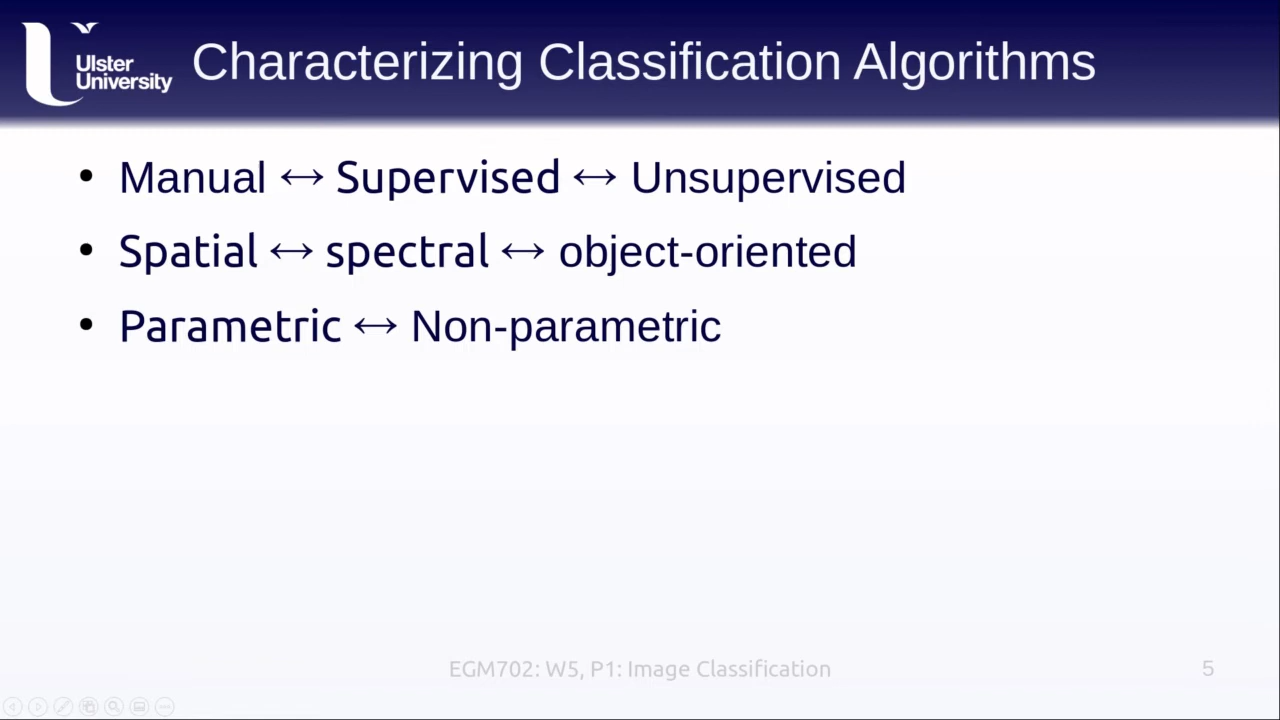 Ulster
University
Characterizing Classification Algorithms
• Manual ↔ Supervised ↔ Unsupervised
• Spatial ↔ spectral ↔ object-oriented
• Parametric ↔ Non-parametric
EGM702: W5, P1: Image Classification
5